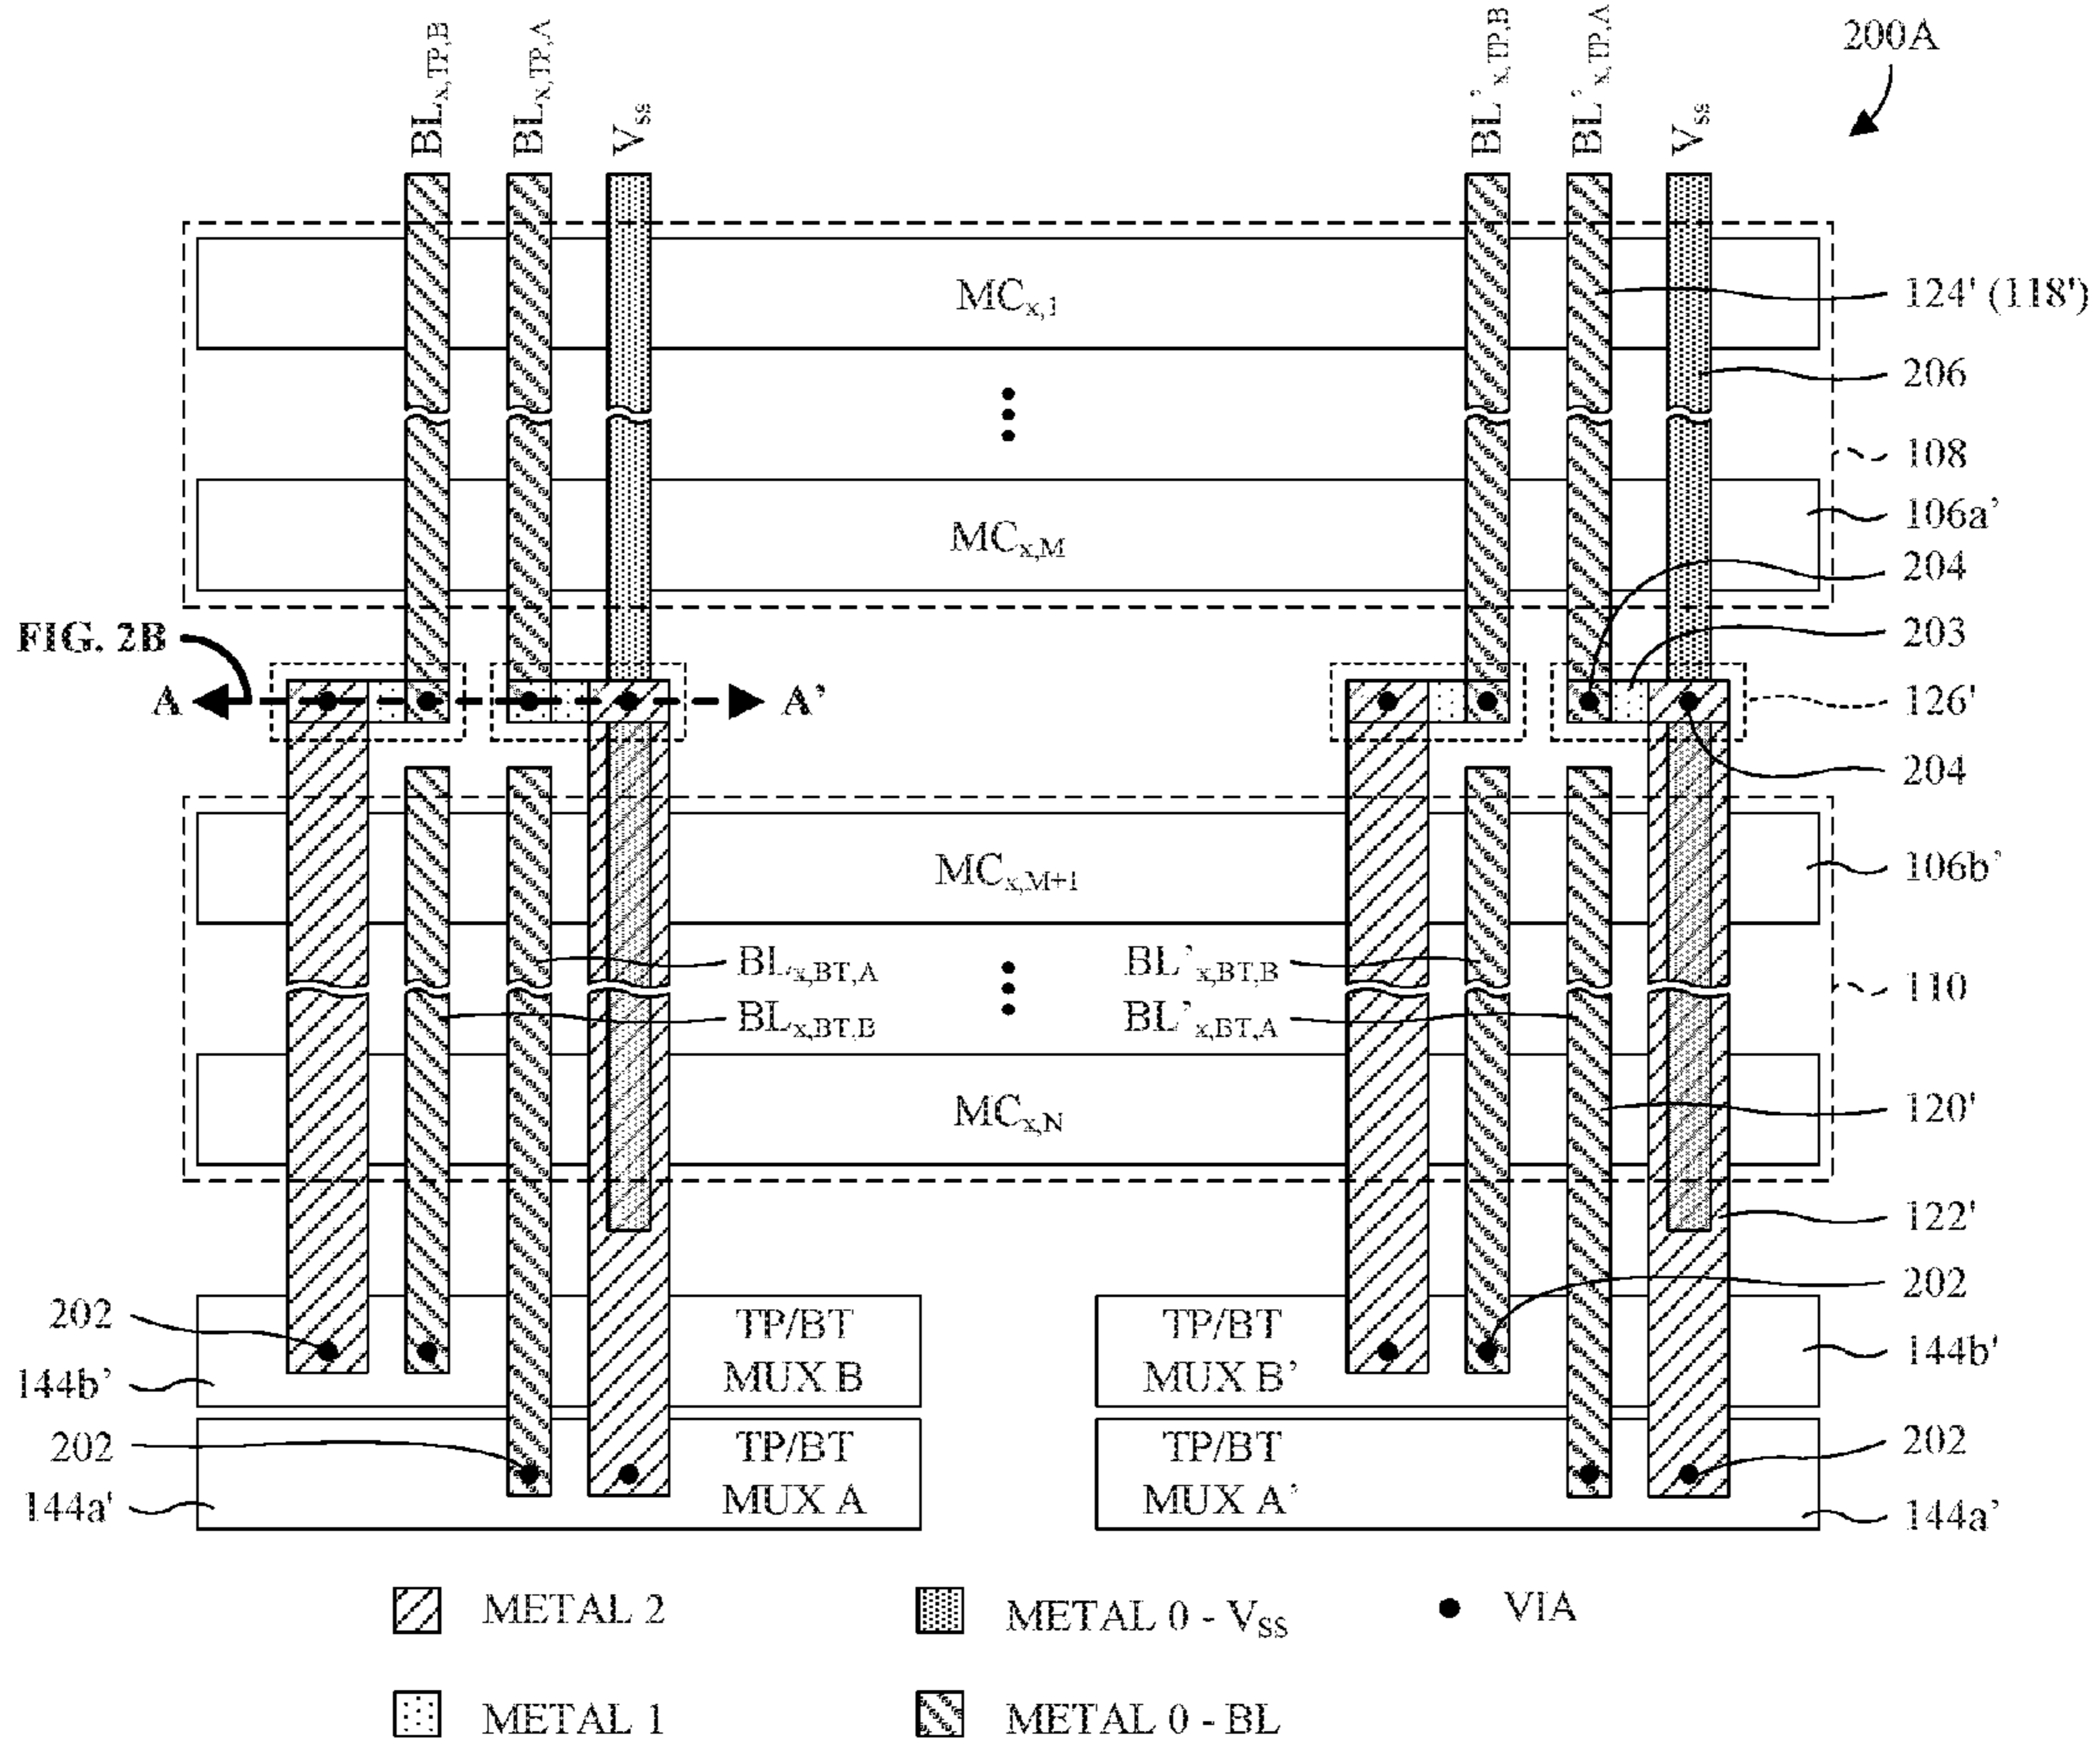 200A
BLx,TP,B
BLx,TP,A
Vss
BL’x,TP,B
BL’x,TP,A
Vss
MCx,1
124' (118')
206
108
MCx,M
106a’
204
203
FIG. 2B
A
A’
126’
204
MCx,M+1
106b’
BLx,BT,A
BL’x,BT,B
BLx,BT,B
BL’x,BT,A
110
MCx,N
120'
122'
202
202
TP/BT
MUX B
TP/BT
MUX B’
144b’
144b'
202
202
TP/BT
MUX A
TP/BT
MUX A’
144a'
144a’
METAL 2
METAL 0 - VSS
VIA
METAL 1
METAL 0 - BL